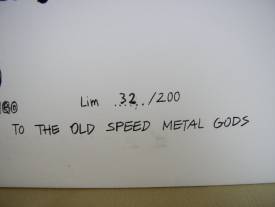 Lim ..32../200
TO THE OLD SPEED METAL GODS